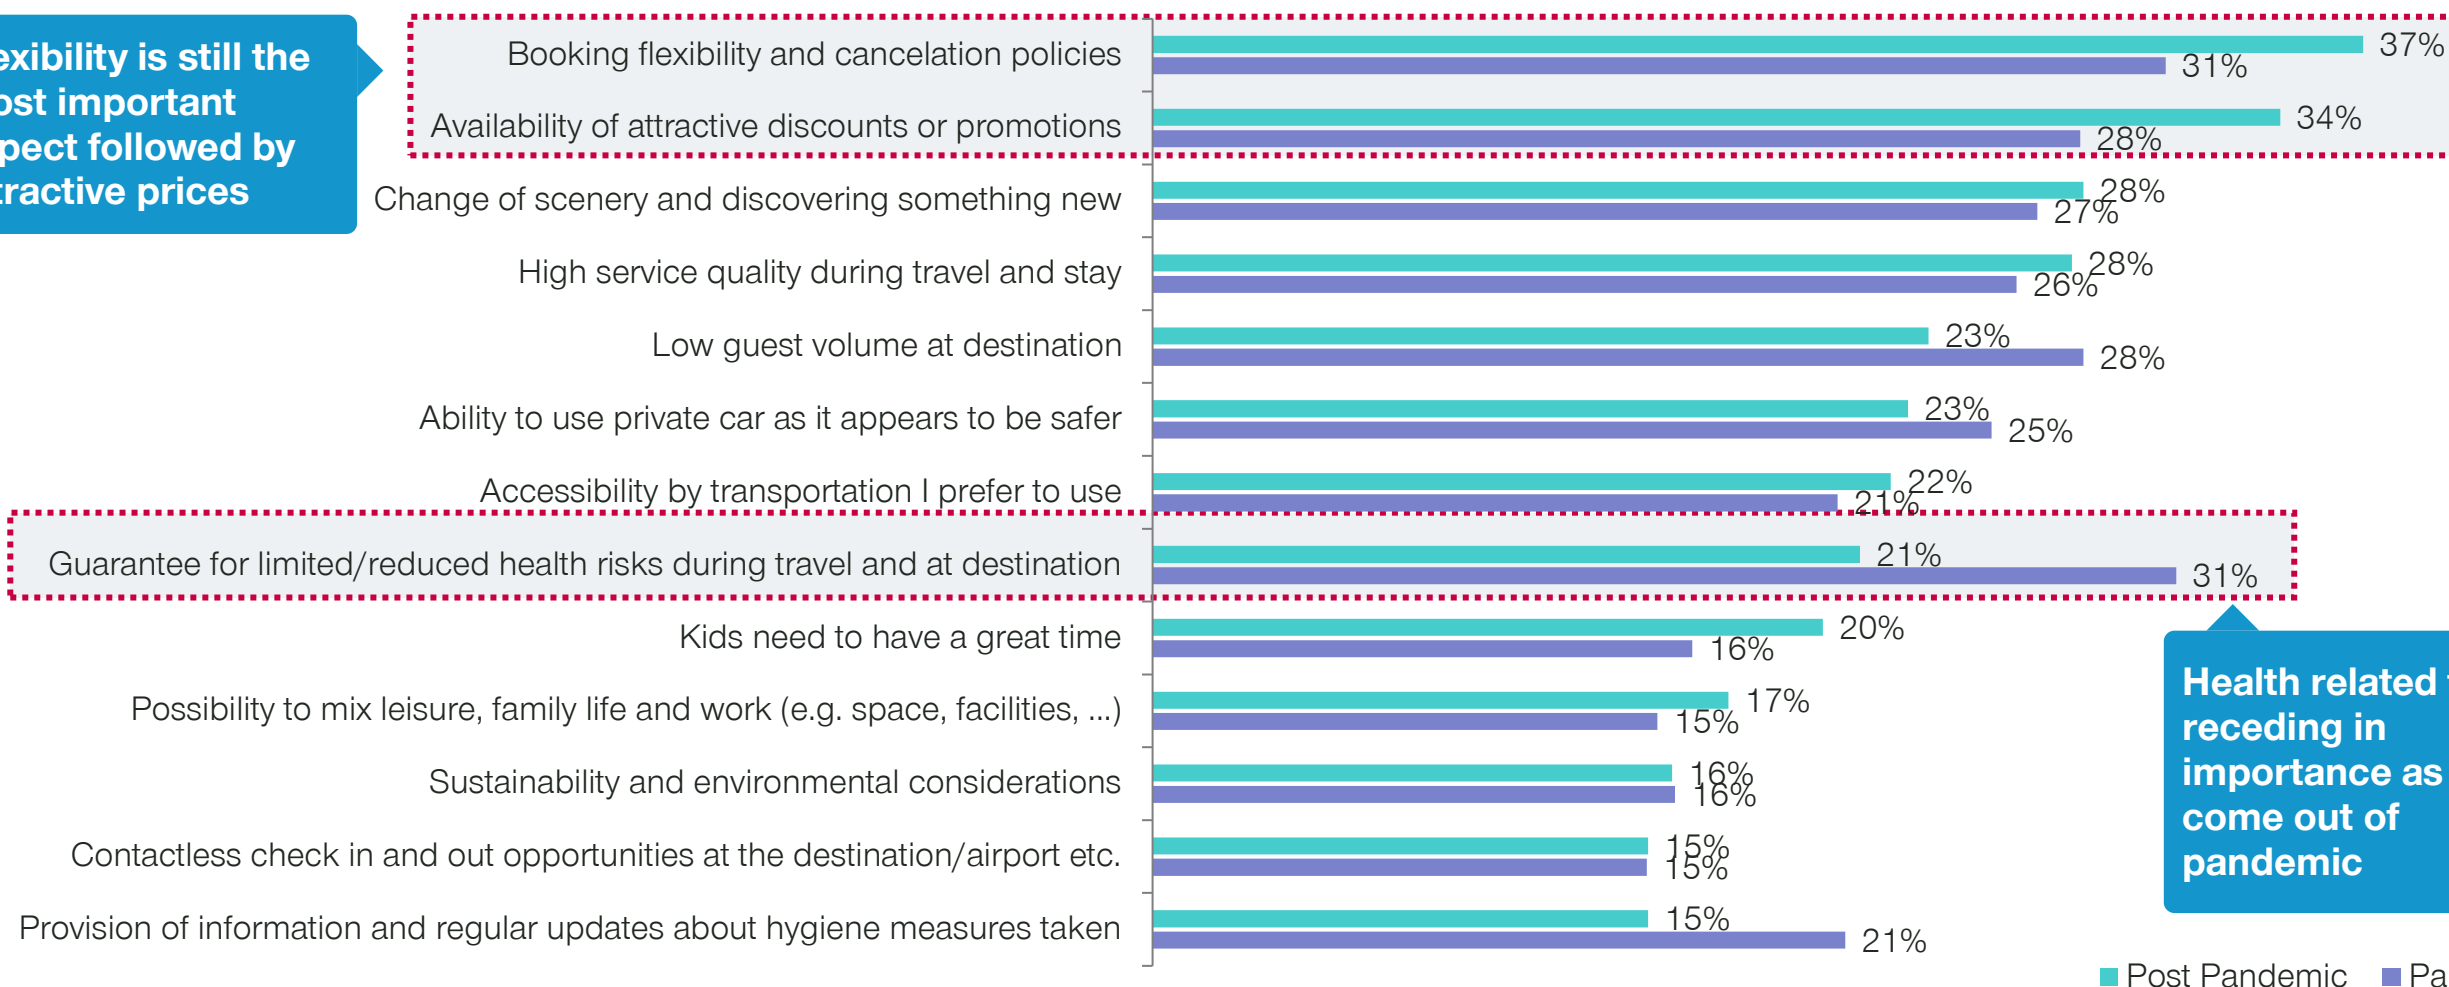 exibility is still the
ost important
pect followed by
tractive prices
Booking flexibility and cancelation policies
37%
31%
Availability of attractive discounts or promotions
34%
28%
Change of scenery and discovering something new
28%
27%
High service quality during travel and stay
28%
26%
Low guest volume at destination
23%
28%
Ability to use private car as it appears to be safer
23%
25%
Accessibility by transportation I prefer to use
22%
21%
Guarantee for limited/reduced health risks during travel and at destination
21%
31%
Kids need to have a great time
20%
16%
Possibility to mix leisure, family life and work (e.g. space, facilities, ...)
17%
15%
Sustainability and environmental considerations
16%
16%
Contactless check in and out opportunities at the destination/airport etc.
15%
15%
Provision of information and regular updates about hygiene measures taken
15%
21%
Health related
receding in
importance as
come out of
pandemic
Post Pandemic
Pa